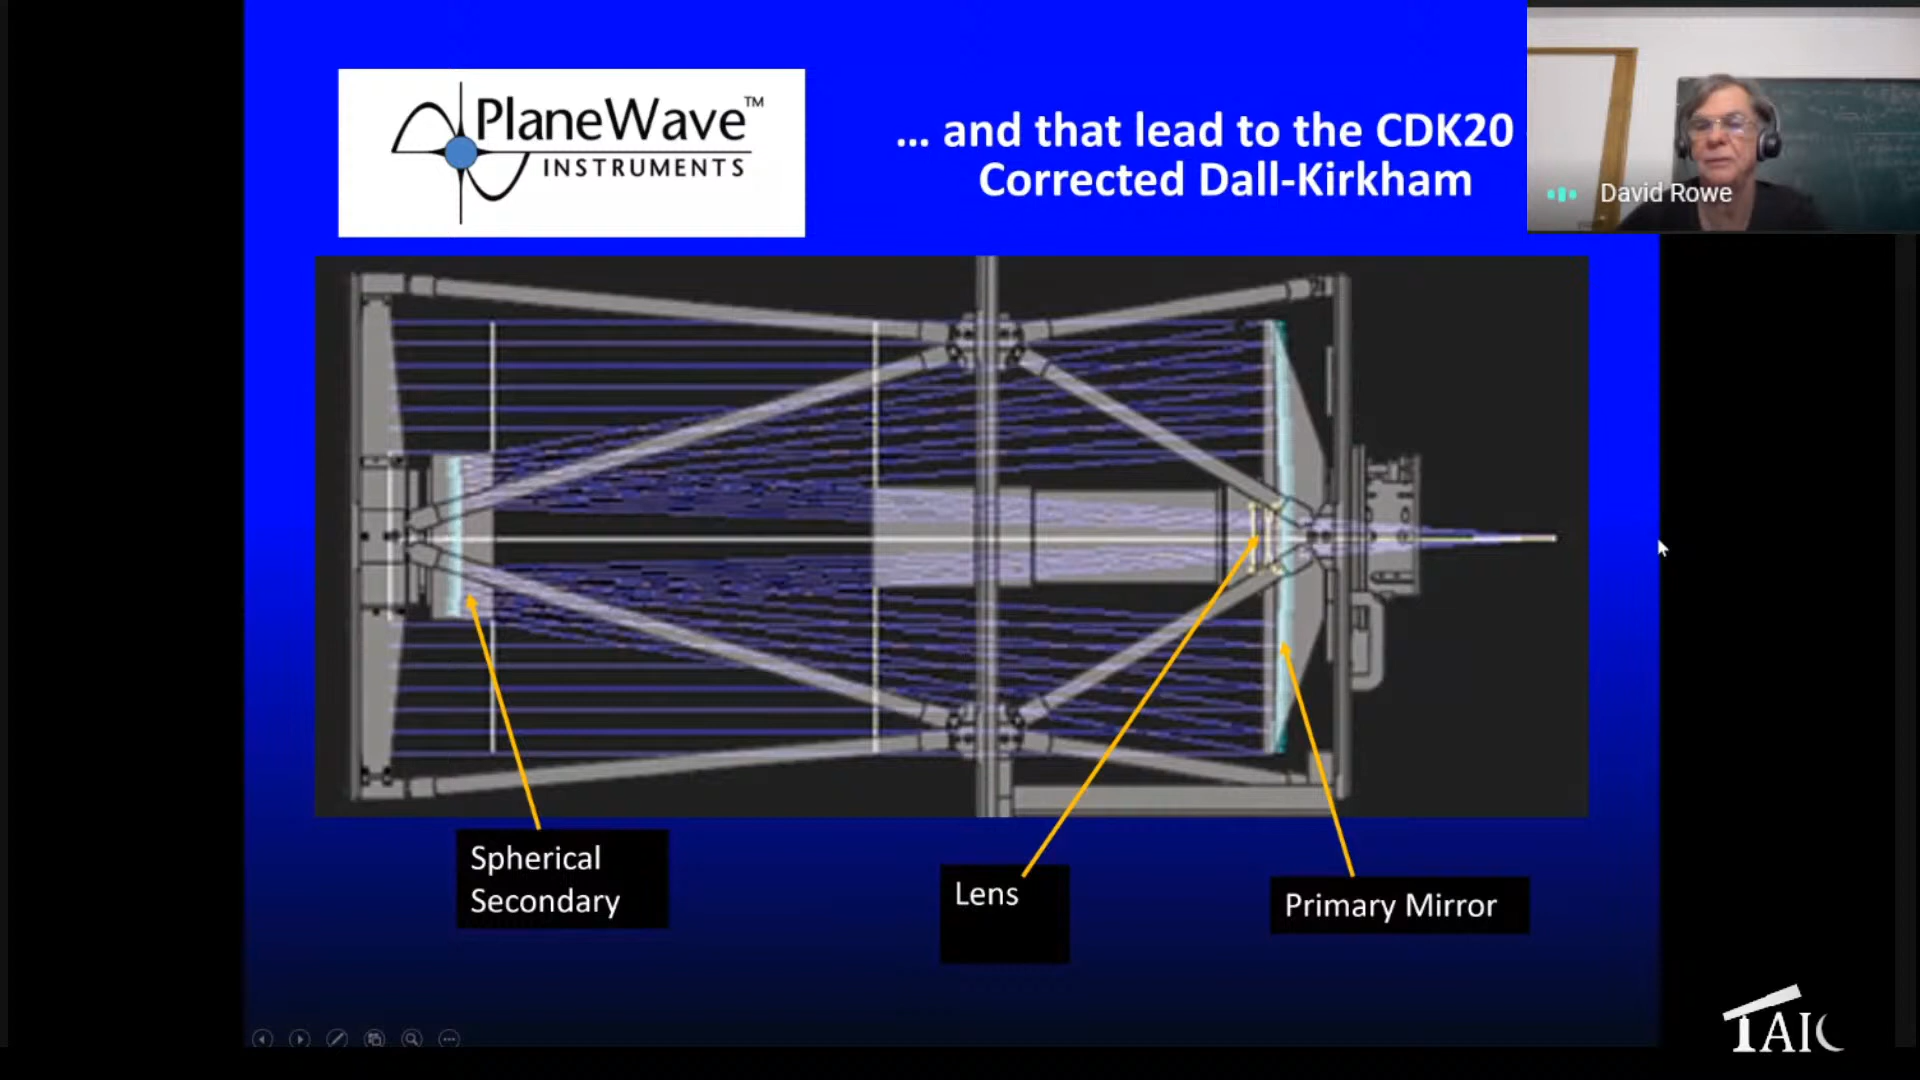 PlaneWave™
INSTRUMENTS
... and that lead to the CDK20
Corrected Dall-Kirkham
David Rowe
Spherical
Secondary
Lens
Primary Mirror
TAIC